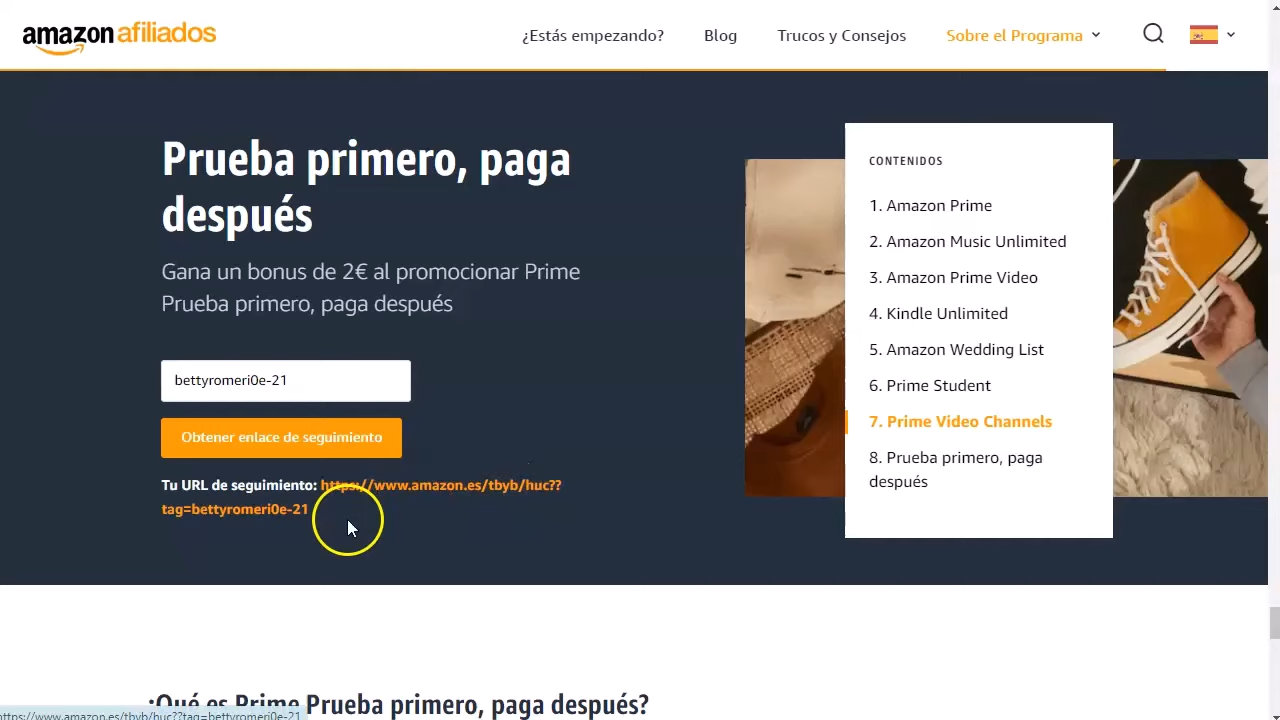 amazon afiliados
¿Estás empezando?
Blog
Trucos y Consejos
Sobre el Programa
Prueba primero, paga
después
Gana un bonus de 2€ al promocionar Prime
Prueba primero, paga después
bettyromeri0e-21
Obtener enlace de seguimiento
Tu URL de seguimiento: https://www.amazon.es/tbyb/huc??
tag=bettyromeri0e-21
CONTENIDOS
1. Amazon Prime
2. Amazon Music Unlimited
3. Amazon Prime Video
4. Kindle Unlimited
5. Amazon Wedding List
6. Prime Student
7. Prime Video Channels
8. Prueba primero, paga
después
¿Qué es Prime Prueba primero, paga después?
https://www.amazon.es/tbyb/huc??tag=bettyromeri0e-21